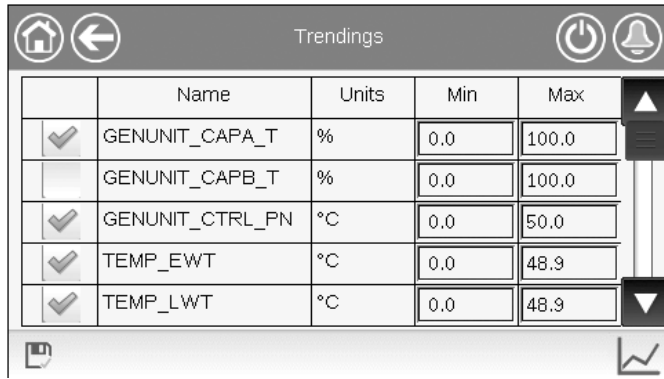 Trendings
Name Units Min Max
GENUNIT_CAPA_T % 0.0 100.0
GENUNIT_CAPB_T % 0.0 100.0
GENUNIT_CTRL_PN °C 0.0 50.0
TEMP_EWT °C 0.0 48.9
TEMP_LWT °C 0.0 48.9